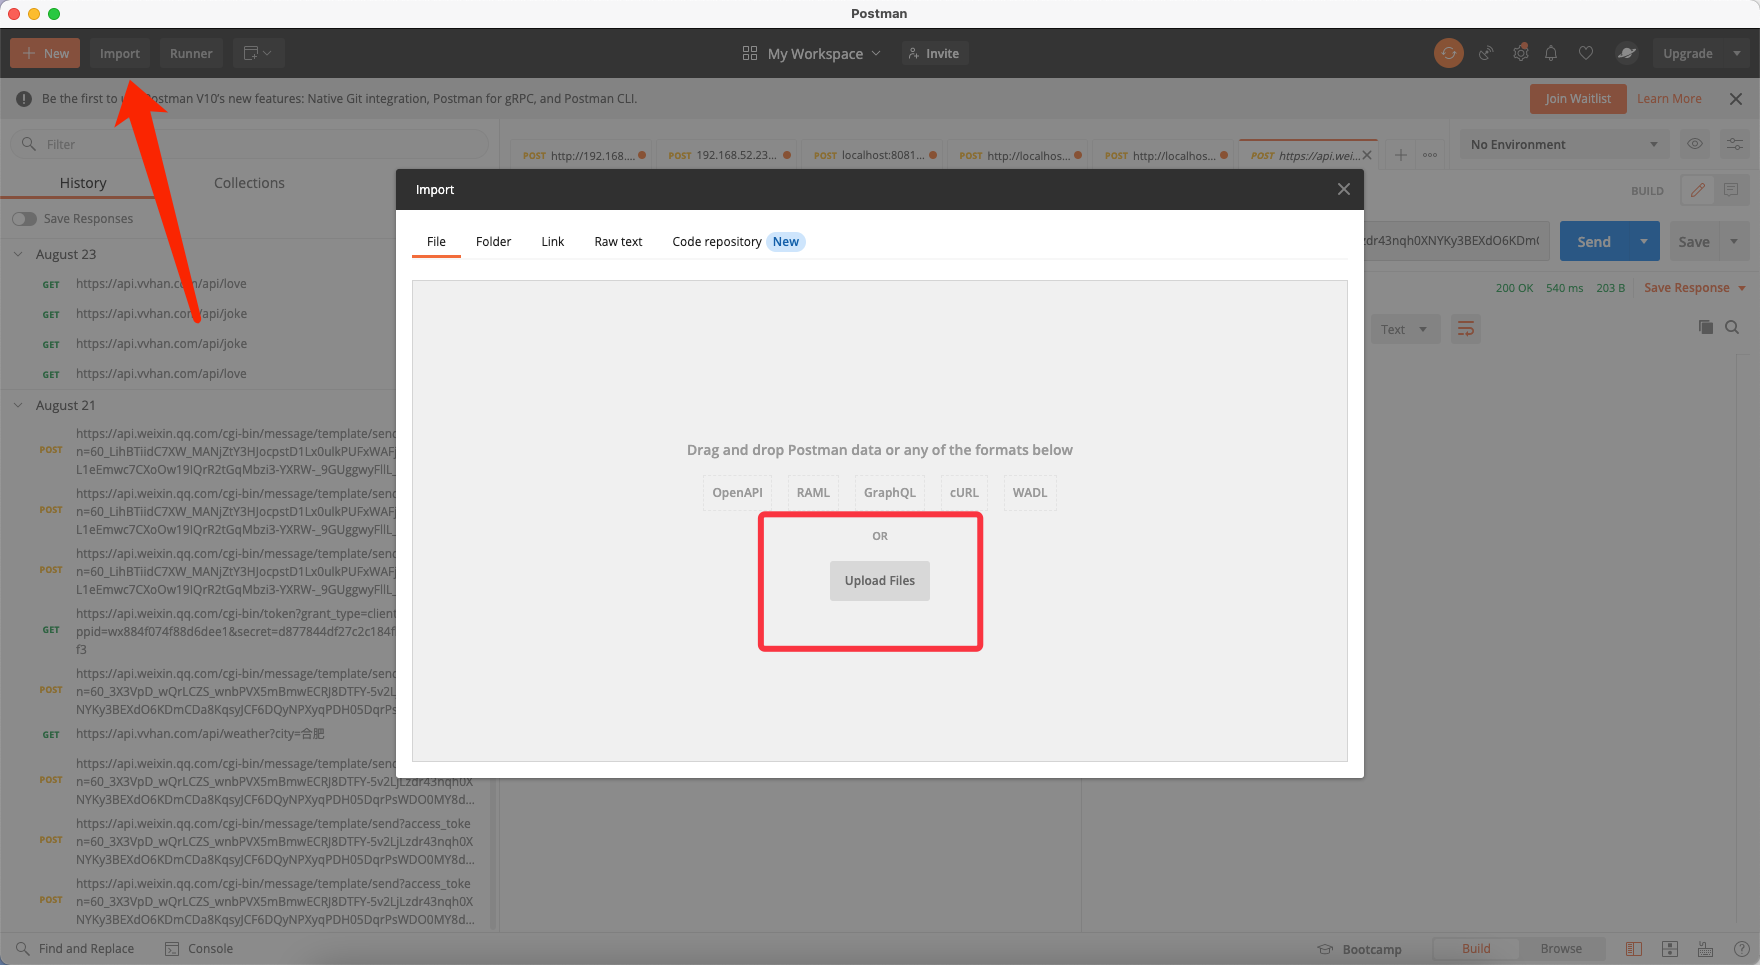 Postman
New
Import
Runner
My Workspace
Invite
Upgrade
Be the first to u Postman V10's new features: Native Git integration, Postman for gRPC, and Postman CLI.
Join Waitlist
Learn More
Filter
POST http://192.168....
POST 192.168.52.23...
POST localhost:8081...
POST http://localhos...
POST http://localhos...
POST https://api.wei...
No Environment
History
Collections
Import
BUILD
Save Responses
File
Folder
Link
Raw text
Code repository New
Send
Save
August 23
200 OK
540 ms
203 B
Save Response
GET https://api.vvhan.com/api/love
GET https://api.vvhan.com/api/joke
Text
GET https://api.vvhan.com/api/joke
GET https://api.vvhan.com/api/love
August 21
https://api.weixin.qq.com/cgi-bin/message/template/send
POST n=60_LihBTiidC7XW_MANjZtY3HJocpstD1Lx0ulkPUFxWAFj
L1eEmwc7CXoOw19IQrR2tGqMbzi3-YXRW-_9GUggwyFllL_
https://api.weixin.qq.com/cgi-bin/message/template/send
POST n=60_LihBTiidC7XW_MANjZtY3HJocpstD1Lx0ulkPUFxWAFj
L1eEmwc7CXoOw19IQrR2tGqMbzi3-YXRW-_9GUggwyFllL_
https://api.weixin.qq.com/cgi-bin/message/template/send
POST n=60_LihBTiidC7XW_MANjZtY3HJocpstD1Lx0ulkPUFxWAFj
L1eEmwc7CXoOw19IQrR2tGqMbzi3-YXRW-_9GUggwyFllL_
Drag and drop Postman data or any of the formats below
OpenAPI
RAML
GraphQL
cURL
WADL
OR
Upload Files
https://api.weixin.qq.com/cgi-bin/token?grant_type=client
GET ppid=wx884f074f88d6dee1&secret=d877844df27c2c184f
f3
https://api.weixin.qq.com/cgi-bin/message/template/send
POST n=60_3X3VpD_wQrLCZS_wnbPVX5mBmwECRJ8DTFY-5v2L
NYKy3BEXdO6KDmCDa8KqsyJCF6DQyNPXyqPDH05DqrPs
GET https://api.vvhan.com/api/weather?city=合肥
https://api.weixin.qq.com/cgi-bin/message/template/send
POST n=60_3X3VpD_wQrLCZS_wnbPVX5mBmwECRJ8DTFY-5v2LjLzdr43nqh0X
NYKy3BEXdO6KDmCDa8KqsyJCF6DQyNPXyqPDH05DqrPsWDO0MY8d...
https://api.weixin.qq.com/cgi-bin/message/template/send?access_toke
POST n=60_3X3VpD_wQrLCZS_wnbPVX5mBmwECRJ8DTFY-5v2LjLzdr43nqh0X
NYKy3BEXdO6KDmCDa8KqsyJCF6DQyNPXyqPDH05DqrPsWDO0MY8d...
https://api.weixin.qq.com/cgi-bin/message/template/send?access_toke
POST n=60_3X3VpD_wQrLCZS_wnbPVX5mBmwECRJ8DTFY-5v2LjLzdr43nqh0X
NYKy3BEXdO6KDmCDa8KqsyJCF6DQyNPXyqPDH05DqrPsWDO0MY8d...
Find and Replace
Console
Bootcamp
Build
Browse